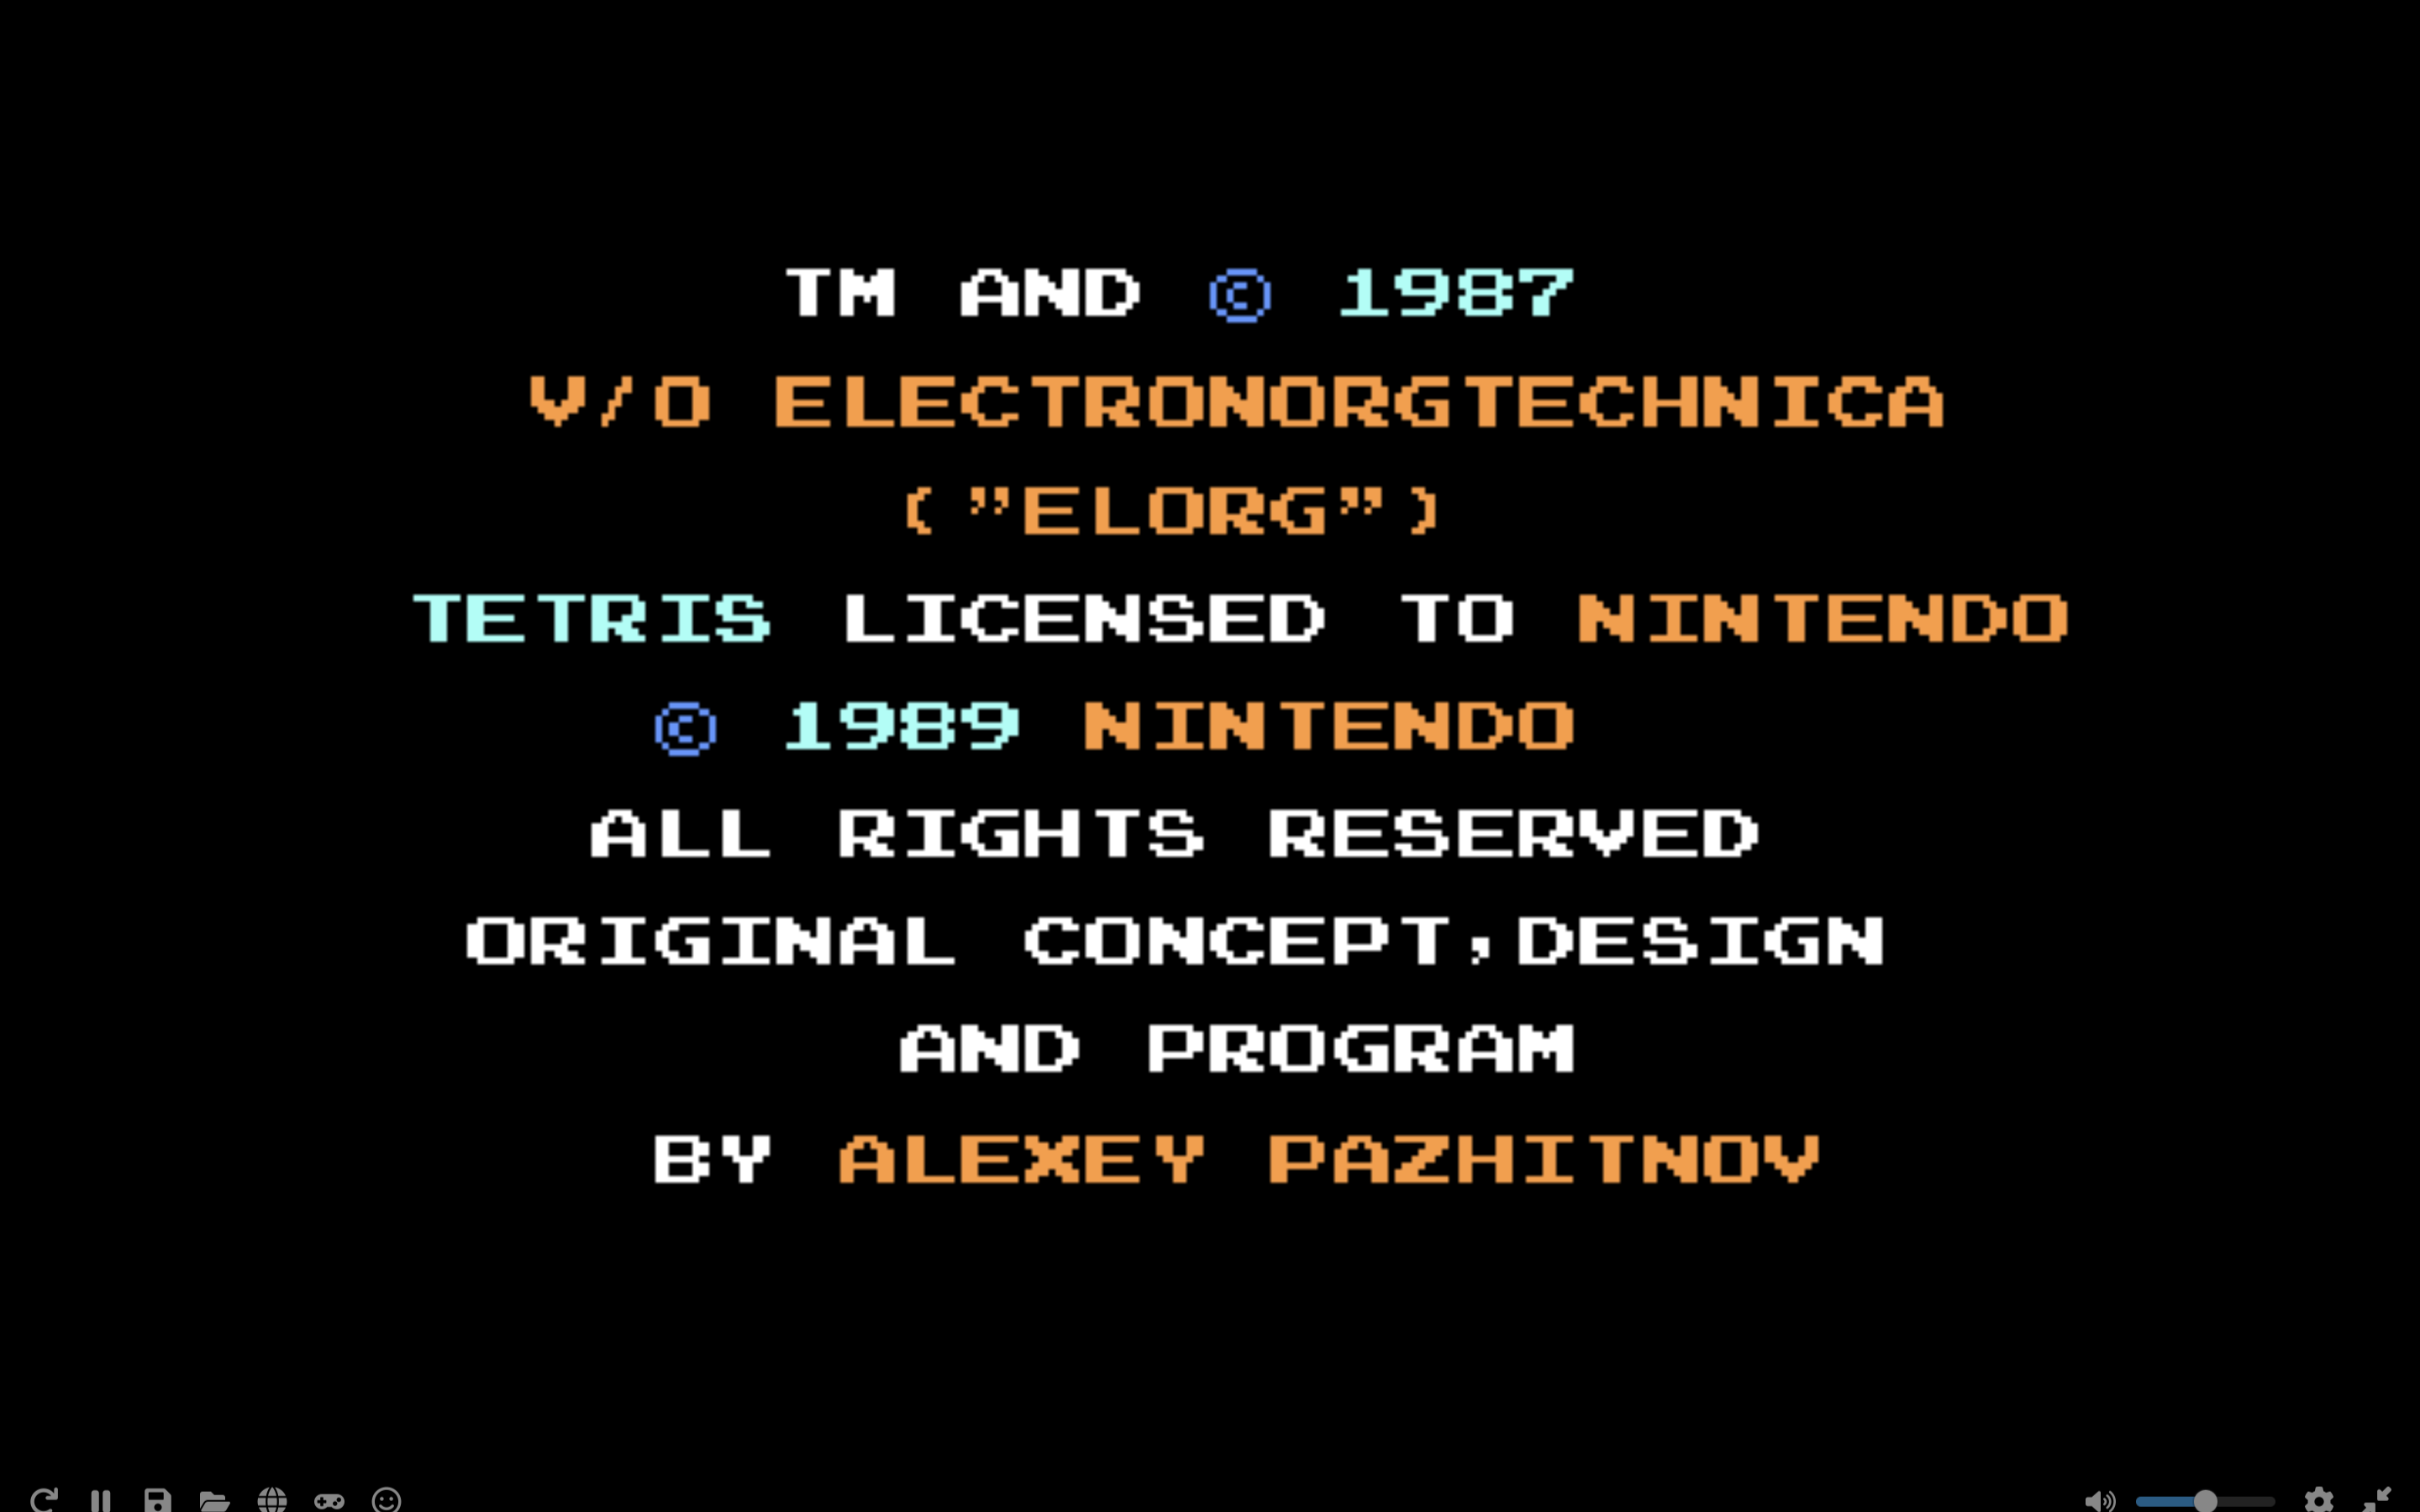 TM AND © 1987
V/O ELECTRONORGTECHNICA
("ELORG")
TETRIS LICENSED TO NINTENDO
© 1989 NINTENDO
ALL RIGHTS RESERVED
ORIGINAL CONCEPT,DESIGN
AND PROGRAM
BY ALEXEY PAZHITNOV